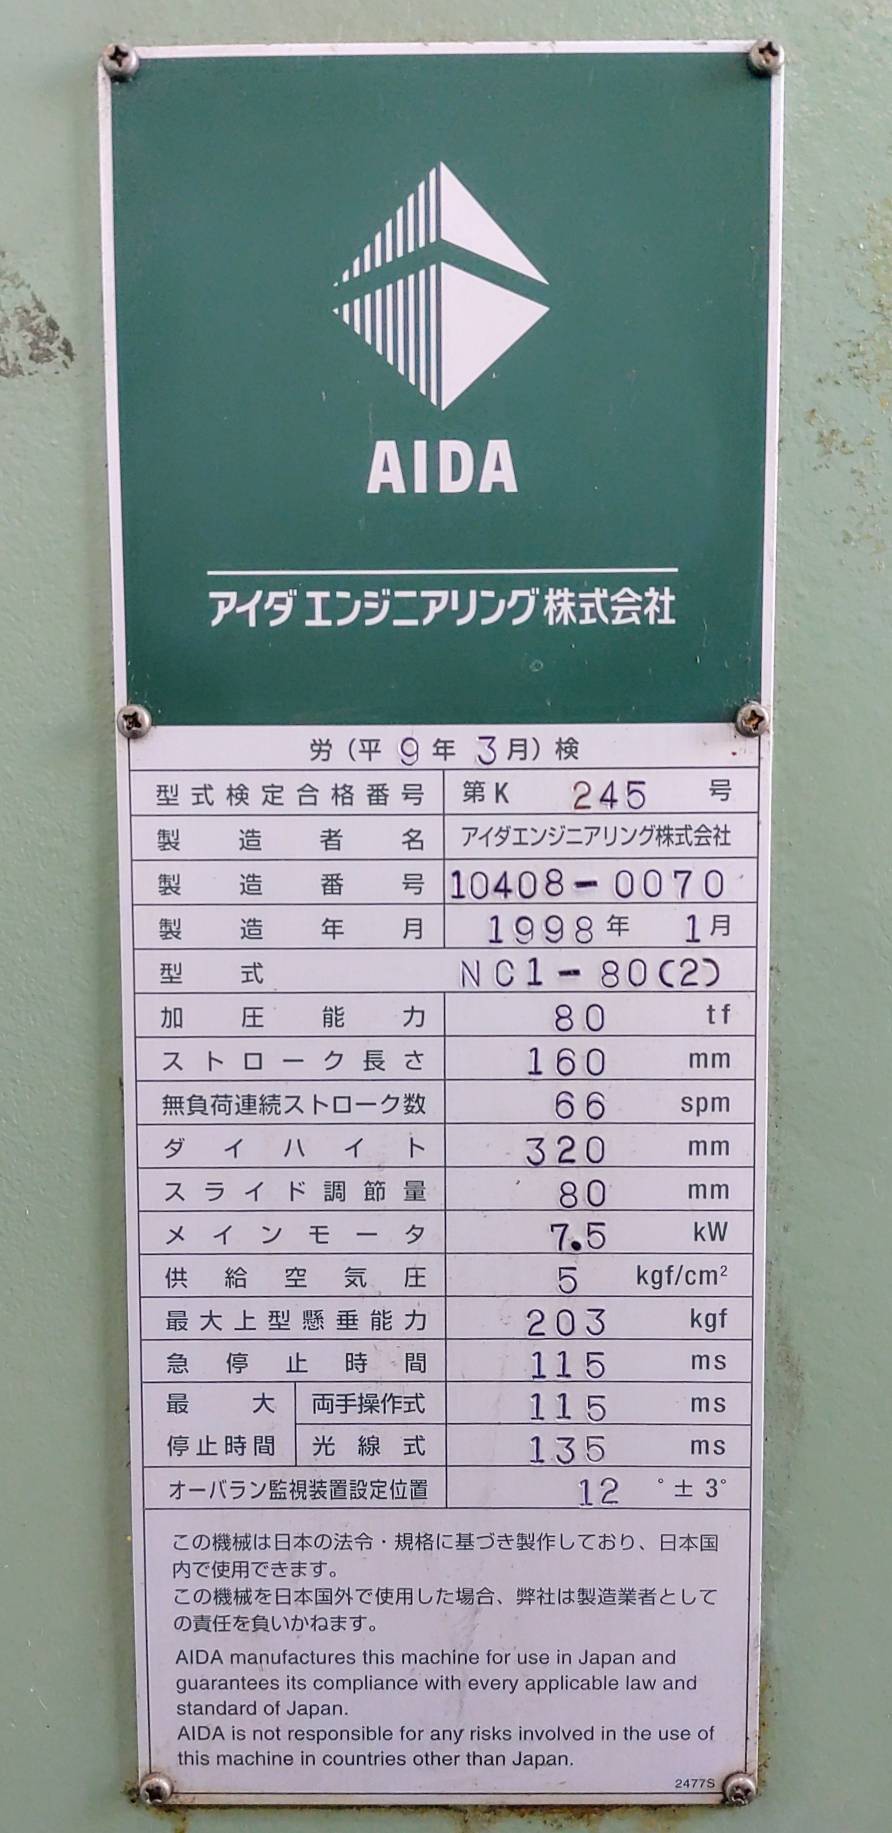 AIDA
アイダエンジニアリング株式会社
労(平9年3月)検
型式検定合格番号 第K 245 号
製造者名 アイダエンジニアリング株式会社
製造番号 10408-0070
製造年月 1998年 1月
型式 NC1-80(2)
加圧能力 80 tf
ストローク長さ 160 mm
無負荷連続ストローク数 66 spm
ダイハイト 320 mm
スライド調節量 80 mm
メインモータ 7.5 kW
供給空気圧 5 kgf/cm²
最大上型懸垂能力 203 kgf
急停止時間 115 ms
最大 両手操作式 115 ms
停止時間 光線式 135 ms
オーバラン監視装置設定位置 12 °±3°
この機械は日本の法令・規格に基づき製作しており、日本国
内で使用できます。
この機械を日本国外で使用した場合、弊社は製造業者として
の責任を負いかねます。
AIDA manufactures this machine for use in Japan and
guarantees its compliance with every applicable law and
standard of Japan.
AIDA is not responsible for any risks involved in the use of
this machine in countries other than Japan.
2477S